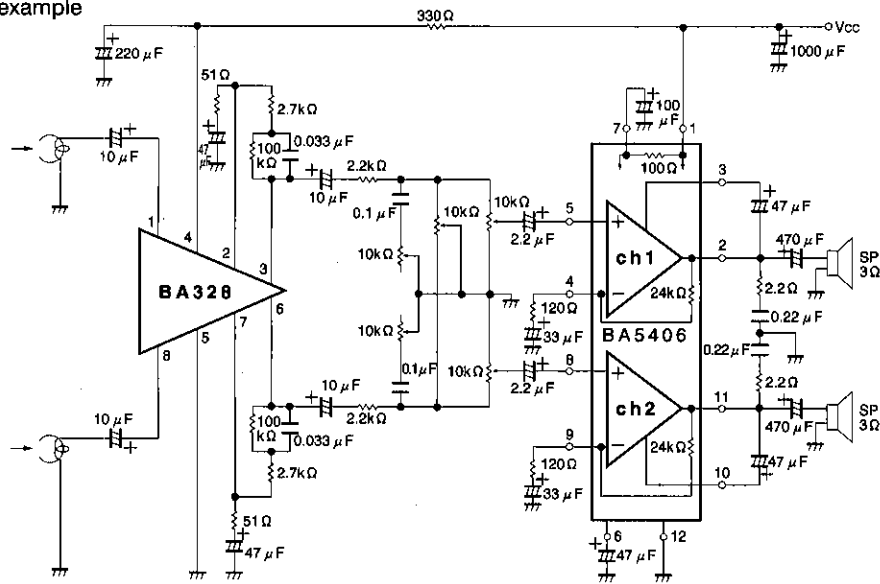 example
330Ω
Vcc
220 μF
1000 μF
51Ω
2.7kΩ
47 μF
100 kΩ
0.033 μF
10 μF
10 μF
2.2kΩ
0.1 μF
10kΩ
10kΩ
10kΩ
2.2 μF
7
100 μF
1
100Ω
3
47 μF
5
+
ch1
2
470 μF
SP 3Ω
4
−
24kΩ
2.2Ω
0.22 μF
120Ω
33 μF
BA5406
1
4
2
3
BA328
6
7
5
8
10kΩ
0.1μF
10kΩ
2.2 μF
8
+
ch2
11
0.22μF
2.2Ω
470 μF
SP 3Ω
9
−
24kΩ
47 μF
10
120Ω
33 μF
10 μF
10 μF
2.2kΩ
100 kΩ
0.033 μF
2.7kΩ
51Ω
47 μF
6
12
47 μF